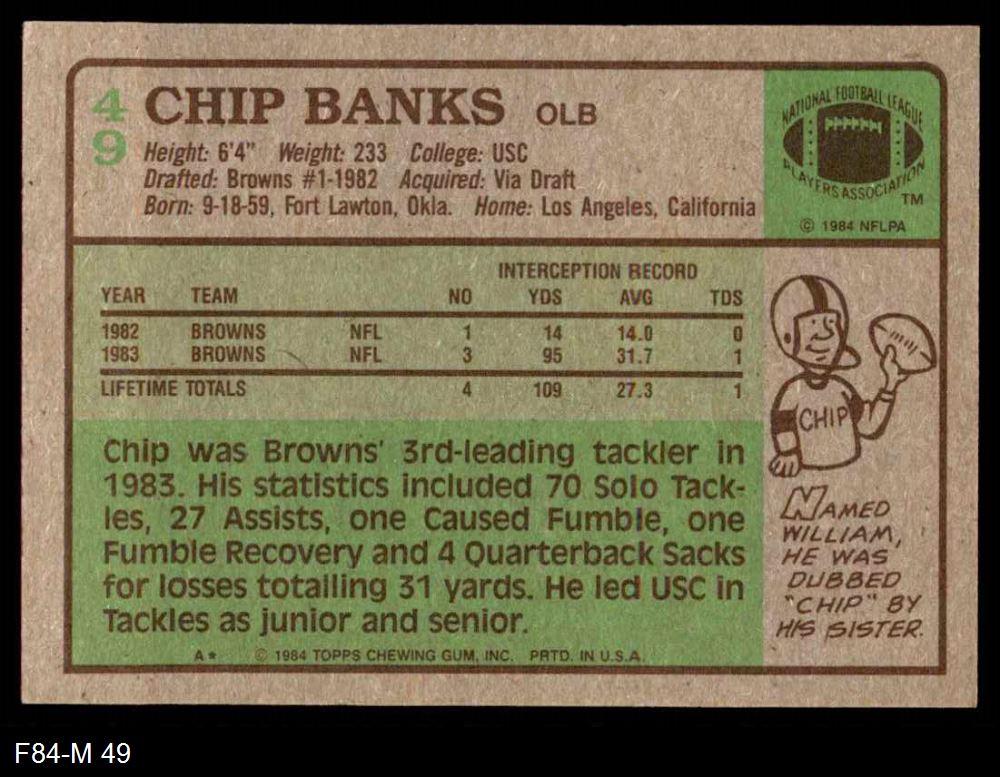 49
CHIP BANKS OLB
Height: 6'4" Weight: 233 College: USC
Drafted: Browns #1-1982 Acquired: Via Draft
Born: 9-18-59, Fort Lawton, Okla. Home: Los Angeles, California
NATIONAL FOOTBALL LEAGUE
PLAYERS ASSOCIATION
TM
© 1984 NFLPA
INTERCEPTION RECORD
YEAR TEAM NO YDS AVG TDS
1982 BROWNS NFL 1 14 14.0 0
1983 BROWNS NFL 3 95 31.7 1
LIFETIME TOTALS 4 109 27.3 1
Chip was Browns' 3rd-leading tackler in
1983. His statistics included 70 Solo Tack-
les, 27 Assists, one Caused Fumble, one
Fumble Recovery and 4 Quarterback Sacks
for losses totalling 31 yards. He led USC in
Tackles as junior and senior.
A* © 1984 TOPPS CHEWING GUM, INC. PRTD. IN U.S.A.
CHIP
NAMED
WILLIAM,
HE WAS
DUBBED
"CHIP" BY
HIS SISTER.
F84-M 49